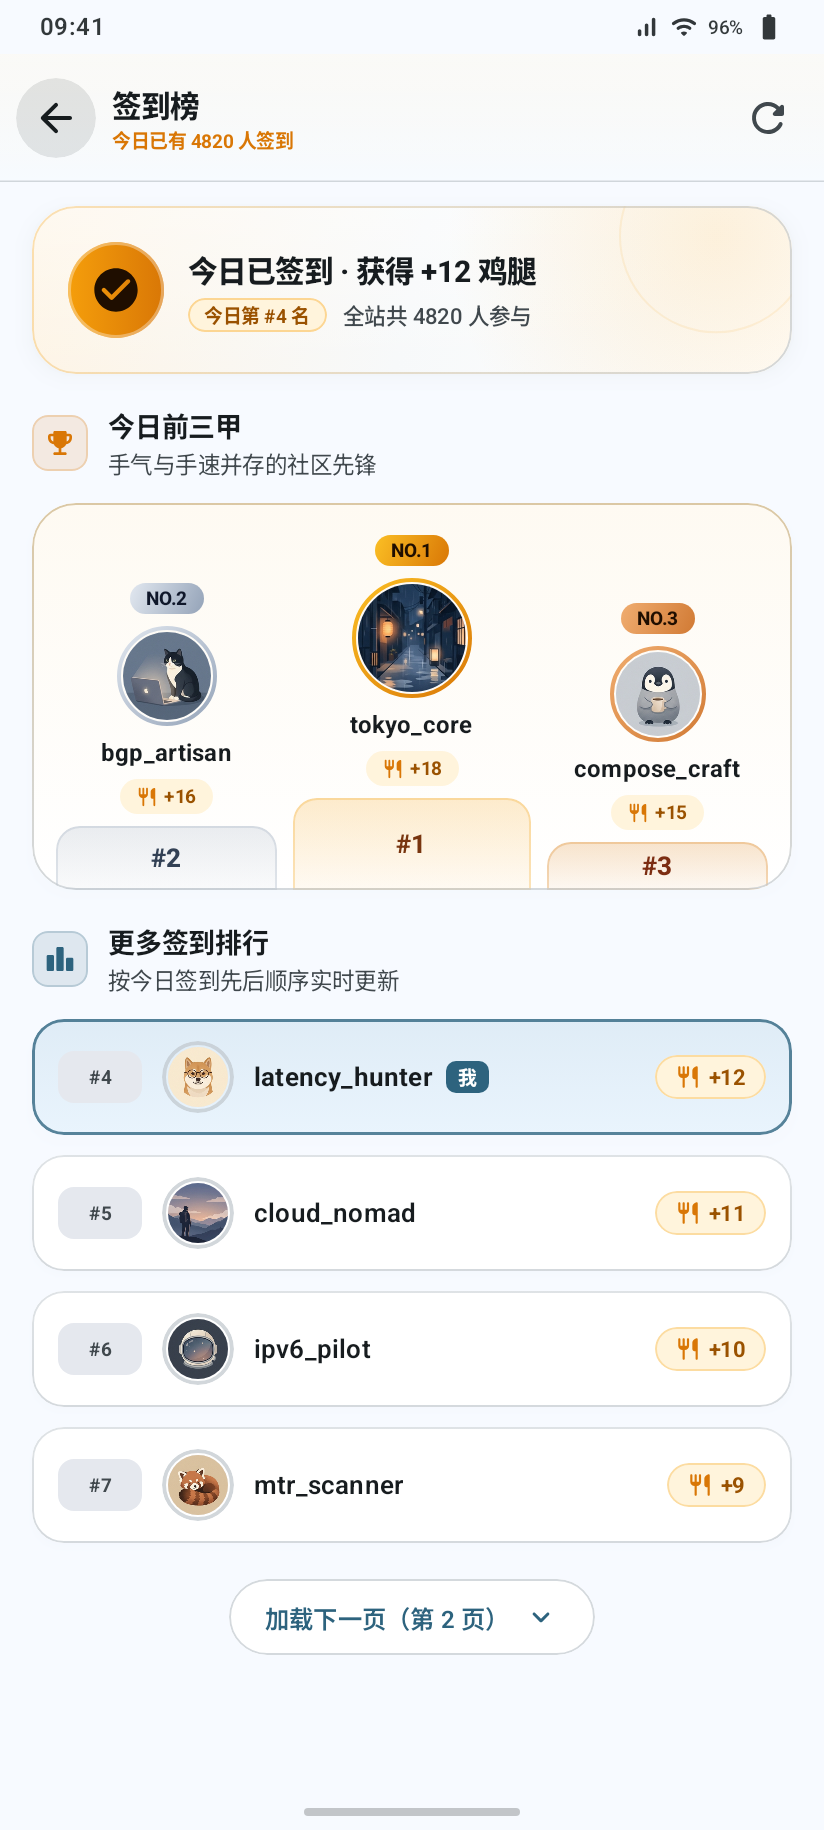 09:41
96%
签到榜
今日已有 4820 人签到
今日已签到 · 获得 +12 鸡腿
今日第 #4 名
全站共 4820 人参与
今日前三甲
手气与手速并存的社区先锋
NO.1
NO.2
NO.3
tokyo_core
bgp_artisan
compose_craft
+18
+16
+15
#2
#1
#3
更多签到排行
按今日签到先后顺序实时更新
#4 latency_hunter 我 +12
#5 cloud_nomad +11
#6 ipv6_pilot +10
#7 mtr_scanner +9
加载下一页（第 2 页）